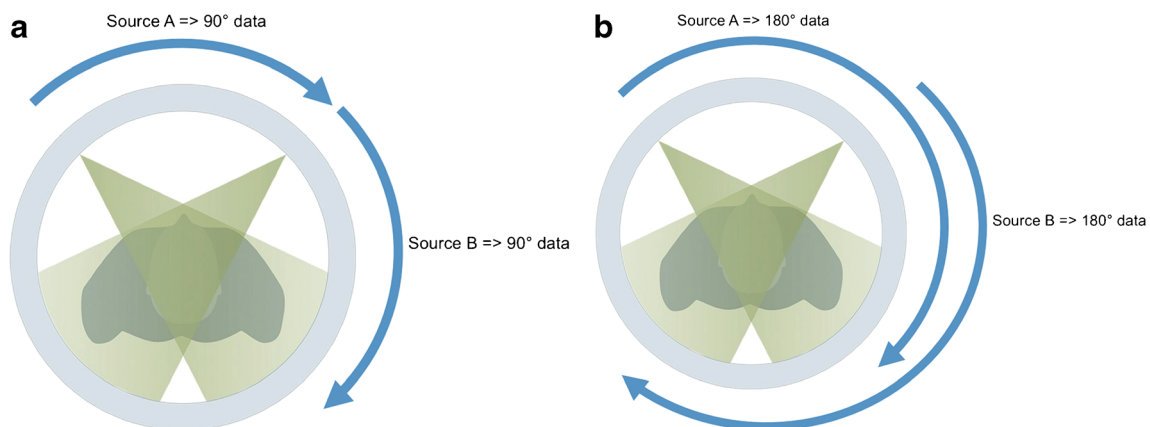 a
Source A => 90° data
Source B => 90° data
b
Source A => 180° data
Source B => 180° data